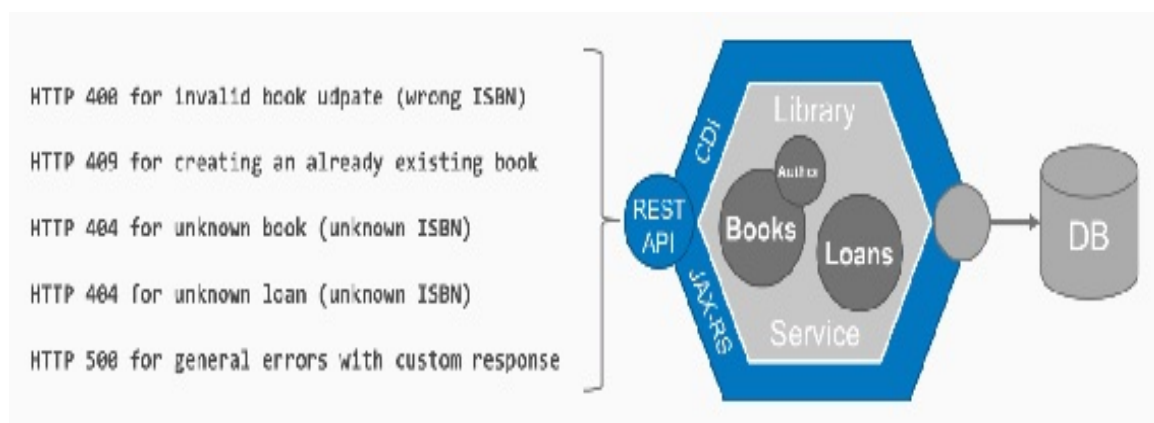 HTTP 400 for invalid book udpate (wrong ISBN)
HTTP 409 for creating an already existing book
HTTP 404 for unknown book (unknown ISBN)
HTTP 404 for unknown loan (unknown ISBN)
HTTP 500 for general errors with custom response
REST
API
CDI
JAX-RS
Library
Author
Books
Loans
Service
DB